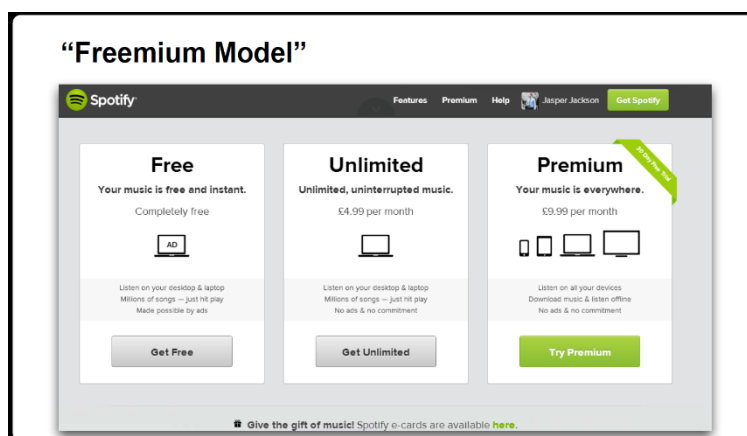 “Freemium Model”
Spotify
Features Premium Help Jasper Jackson Get Spotify
Free
Your music is free and instant.
Completely free
AD
Listen on your desktop & laptop
Millions of songs — just hit play
Made possible by ads
Get Free
Unlimited
Unlimited, uninterrupted music.
£4.99 per month
Listen on your desktop & laptop
Millions of songs — just hit play
No ads & no commitment
Get Unlimited
Premium
30 Day Free Trial
Your music is everywhere.
£9.99 per month
Listen on all your devices
Download music & listen offline
No ads & no commitment
Try Premium
Give the gift of music! Spotify e-cards are available here.